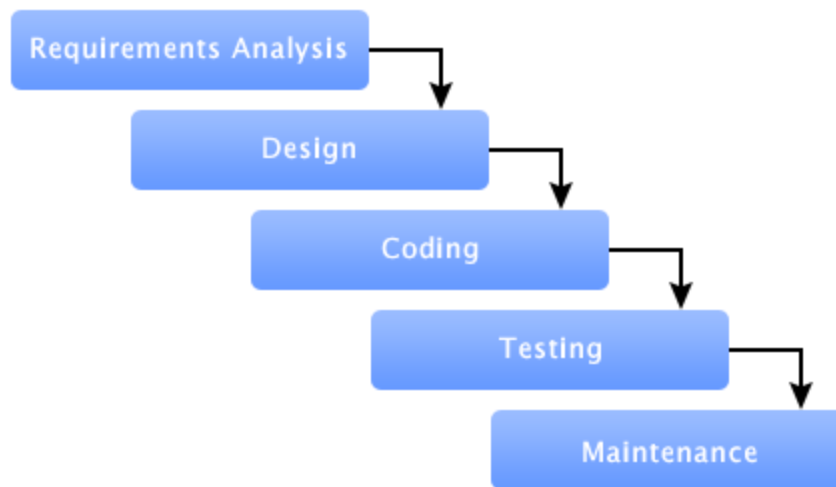 Requirements Analysis
Design
Coding
Testing
Maintenance